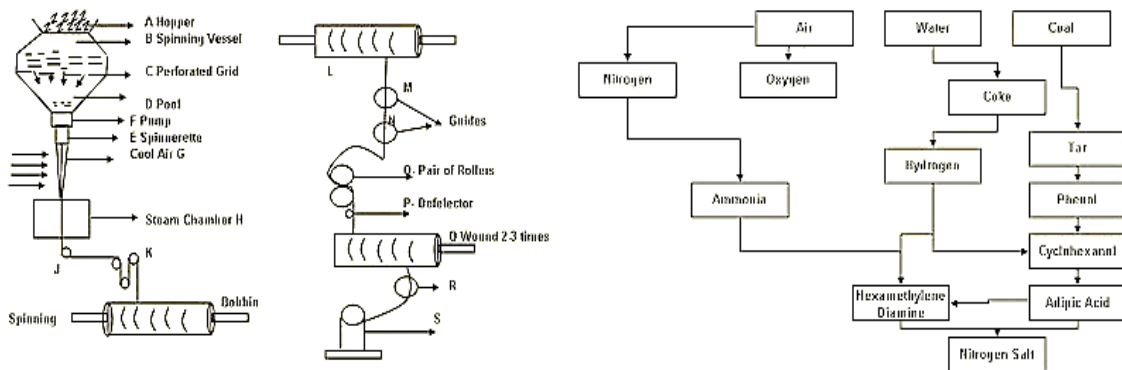 A Hopper
B Spinning Vessel
C Perforated Grid
D Pool
F Pump
E Spinnerette
Cool Air G
Steam Chamber H
J
K
Bobbin
Spinning
L
M
N
Guides
O- Pair of Rollers
P- Defelector
Q Wound 2-3 times
R
S
Air
Water
Coal
Nitrogen
Oxygen
Coke
Hydrogen
Tar
Ammonia
Phenol
Cyclnhexannl
Hexamethylene
Diamine
Adipic Acid
Nitrogen Salt